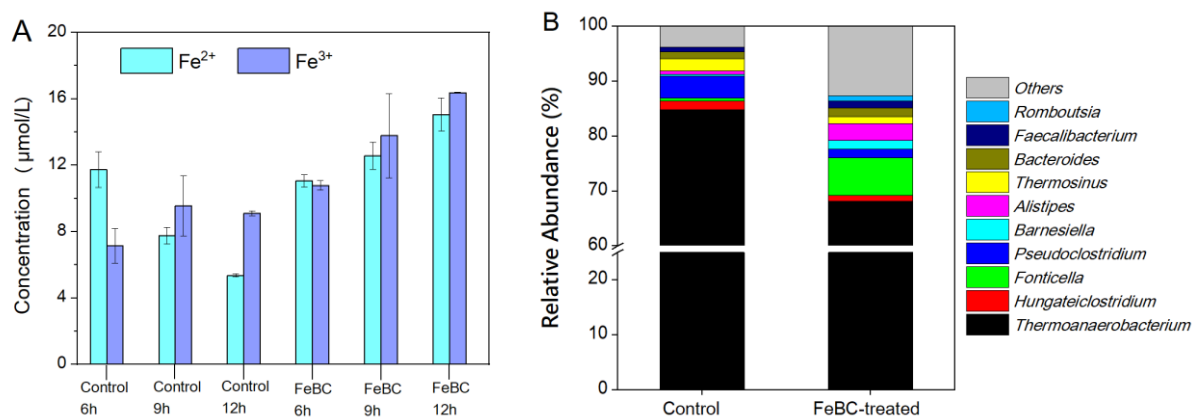 A
Concentration ( μmol/L)
20
16
12
8
4
0
Fe2+
Fe3+
Control
6h
Control
9h
Control
12h
FeBC
6h
FeBC
9h
FeBC
12h
B
Relative Abundance (%)
100
90
80
70
60
20
10
0
Control
FeBC-treated
Others
Romboutsia
Faecalibacterium
Bacteroides
Thermosinus
Alistipes
Barnesiella
Pseudoclostridium
Fonticella
Hungateiclostridium
Thermoanaerobacterium